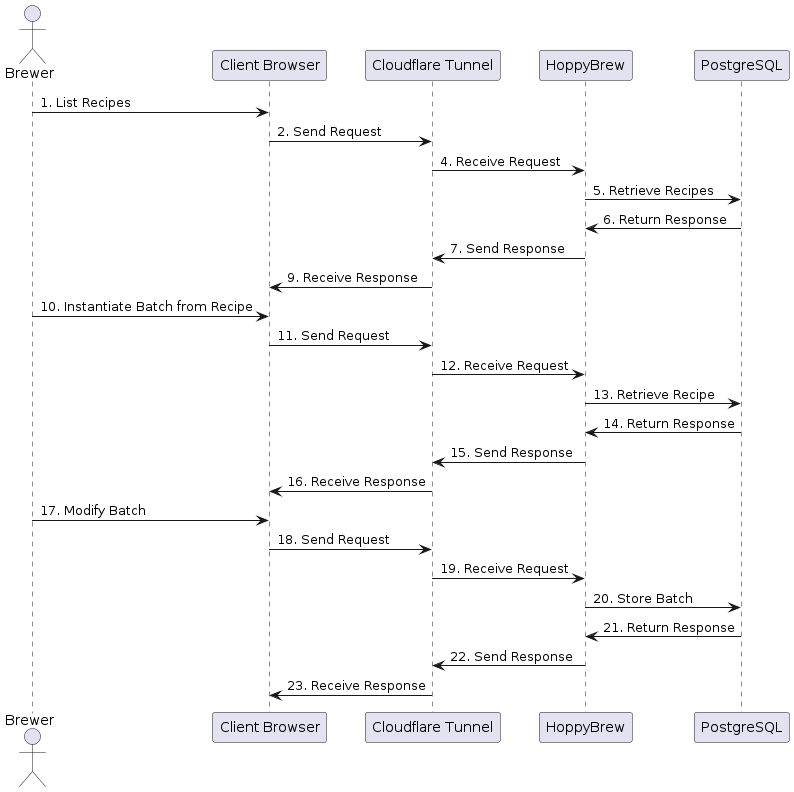 Brewer
Client Browser
Cloudflare Tunnel
HoppyBrew
PostgreSQL
1. List Recipes
2. Send Request
4. Receive Request
5. Retrieve Recipes
6. Return Response
7. Send Response
9. Receive Response
10. Instantiate Batch from Recipe
11. Send Request
12. Receive Request
13. Retrieve Recipe
14. Return Response
15. Send Response
16. Receive Response
17. Modify Batch
18. Send Request
19. Receive Request
20. Store Batch
21. Return Response
22. Send Response
23. Receive Response
Brewer
Client Browser
Cloudflare Tunnel
HoppyBrew
PostgreSQL